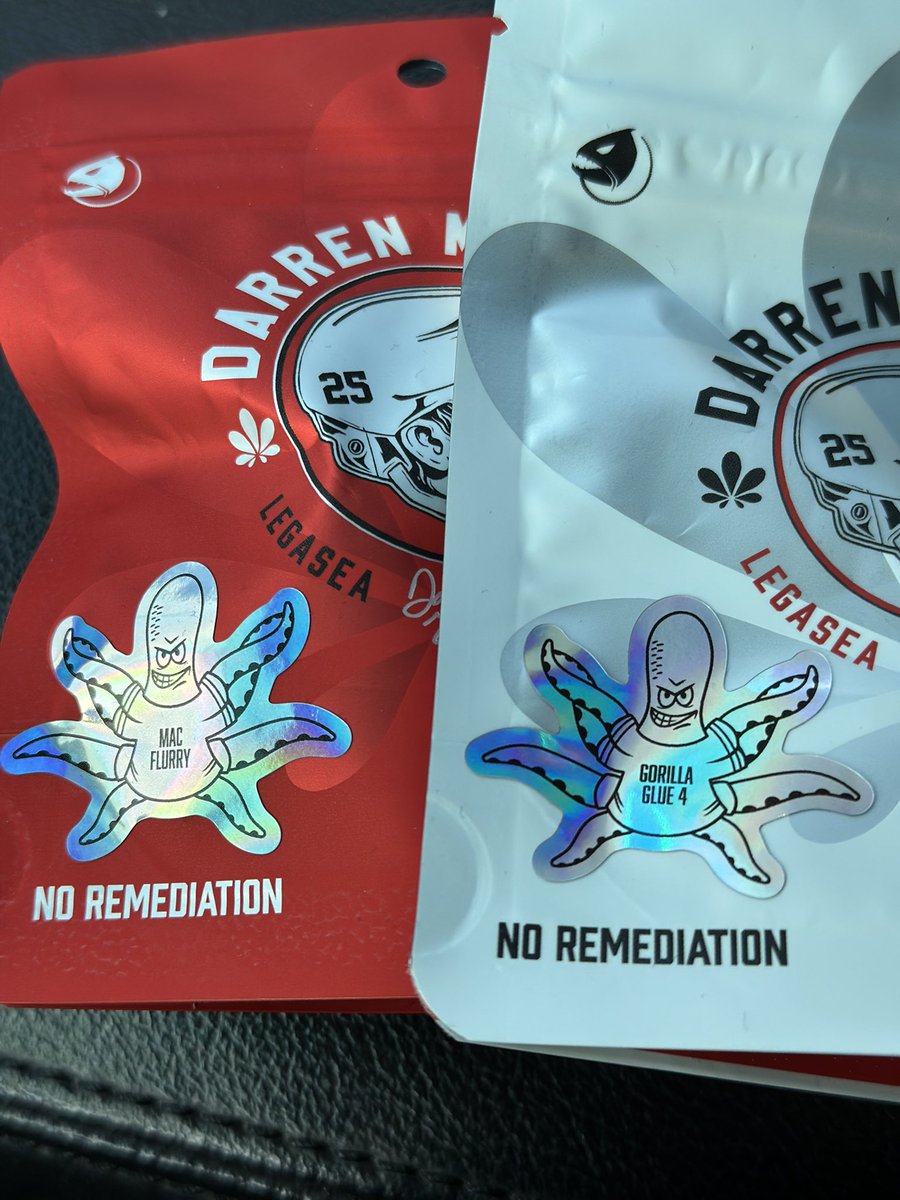 DARREN M
25
LEGASEA
MAC
FLURRY
NO REMEDIATION
DARREN
25
LEGASEA
GORILLA
GLUE 4
NO REMEDIATION